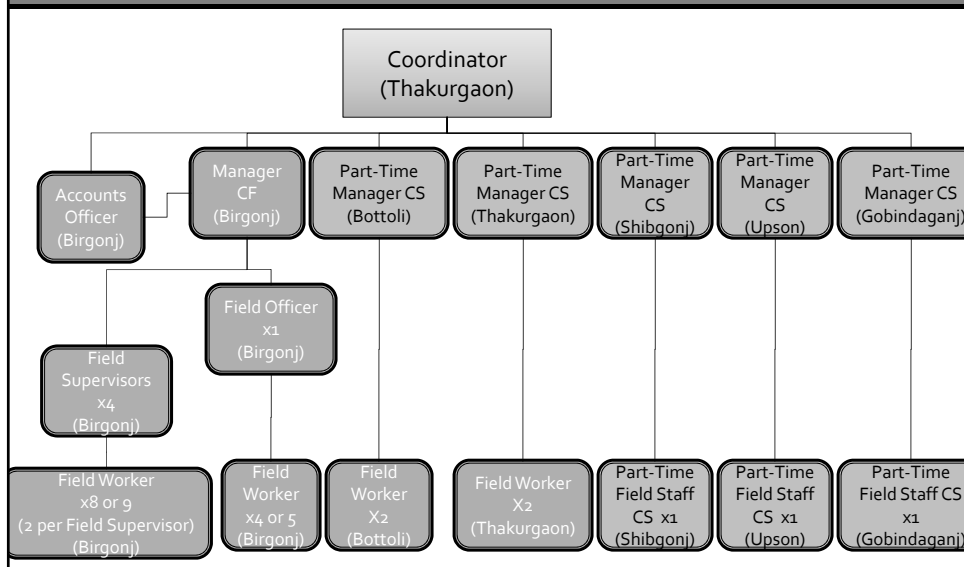 Coordinator
(Thakurgaon)
Accounts
Officer
(Birgonj)
Manager
CF
(Birgonj)
Part-Time
Manager CS
(Bottoli)
Part-Time
Manager CS
(Thakurgaon)
Part-Time
Manager
CS
(Shibgonj)
Part-Time
Manager
CS
(Upson)
Part-Time
Manager CS
(Gobindaganj)
Field Officer
x1
(Birgonj)
Field
Supervisors
x4
(Birgonj)
Field Worker
x8 or 9
(2 per Field Supervisor)
(Birgonj)
Field
Worker
x4 or 5
(Birgonj)
Field
Worker
X2
(Bottoli)
Field Worker
X2
(Thakurgaon)
Part-Time
Field Staff
CS x1
(Shibgonj)
Part-Time
Field Staff
CS x1
(Upson)
Part-Time
Field Staff CS
x1
(Gobindaganj)